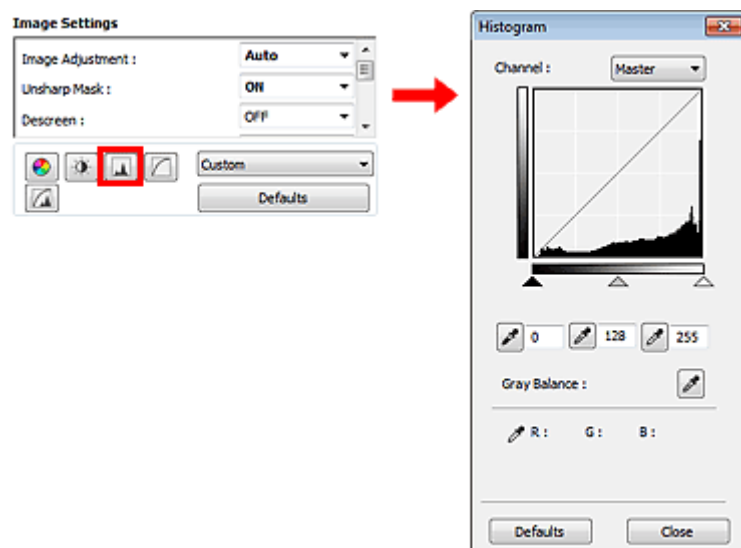 Image Settings
Image Adjustment : Auto
Unsharp Mask : ON
Descreen : OFF
Custom
Defaults
Histogram
Channel : Master
0 128 255
Gray Balance :
R : G : B :
Defaults Close